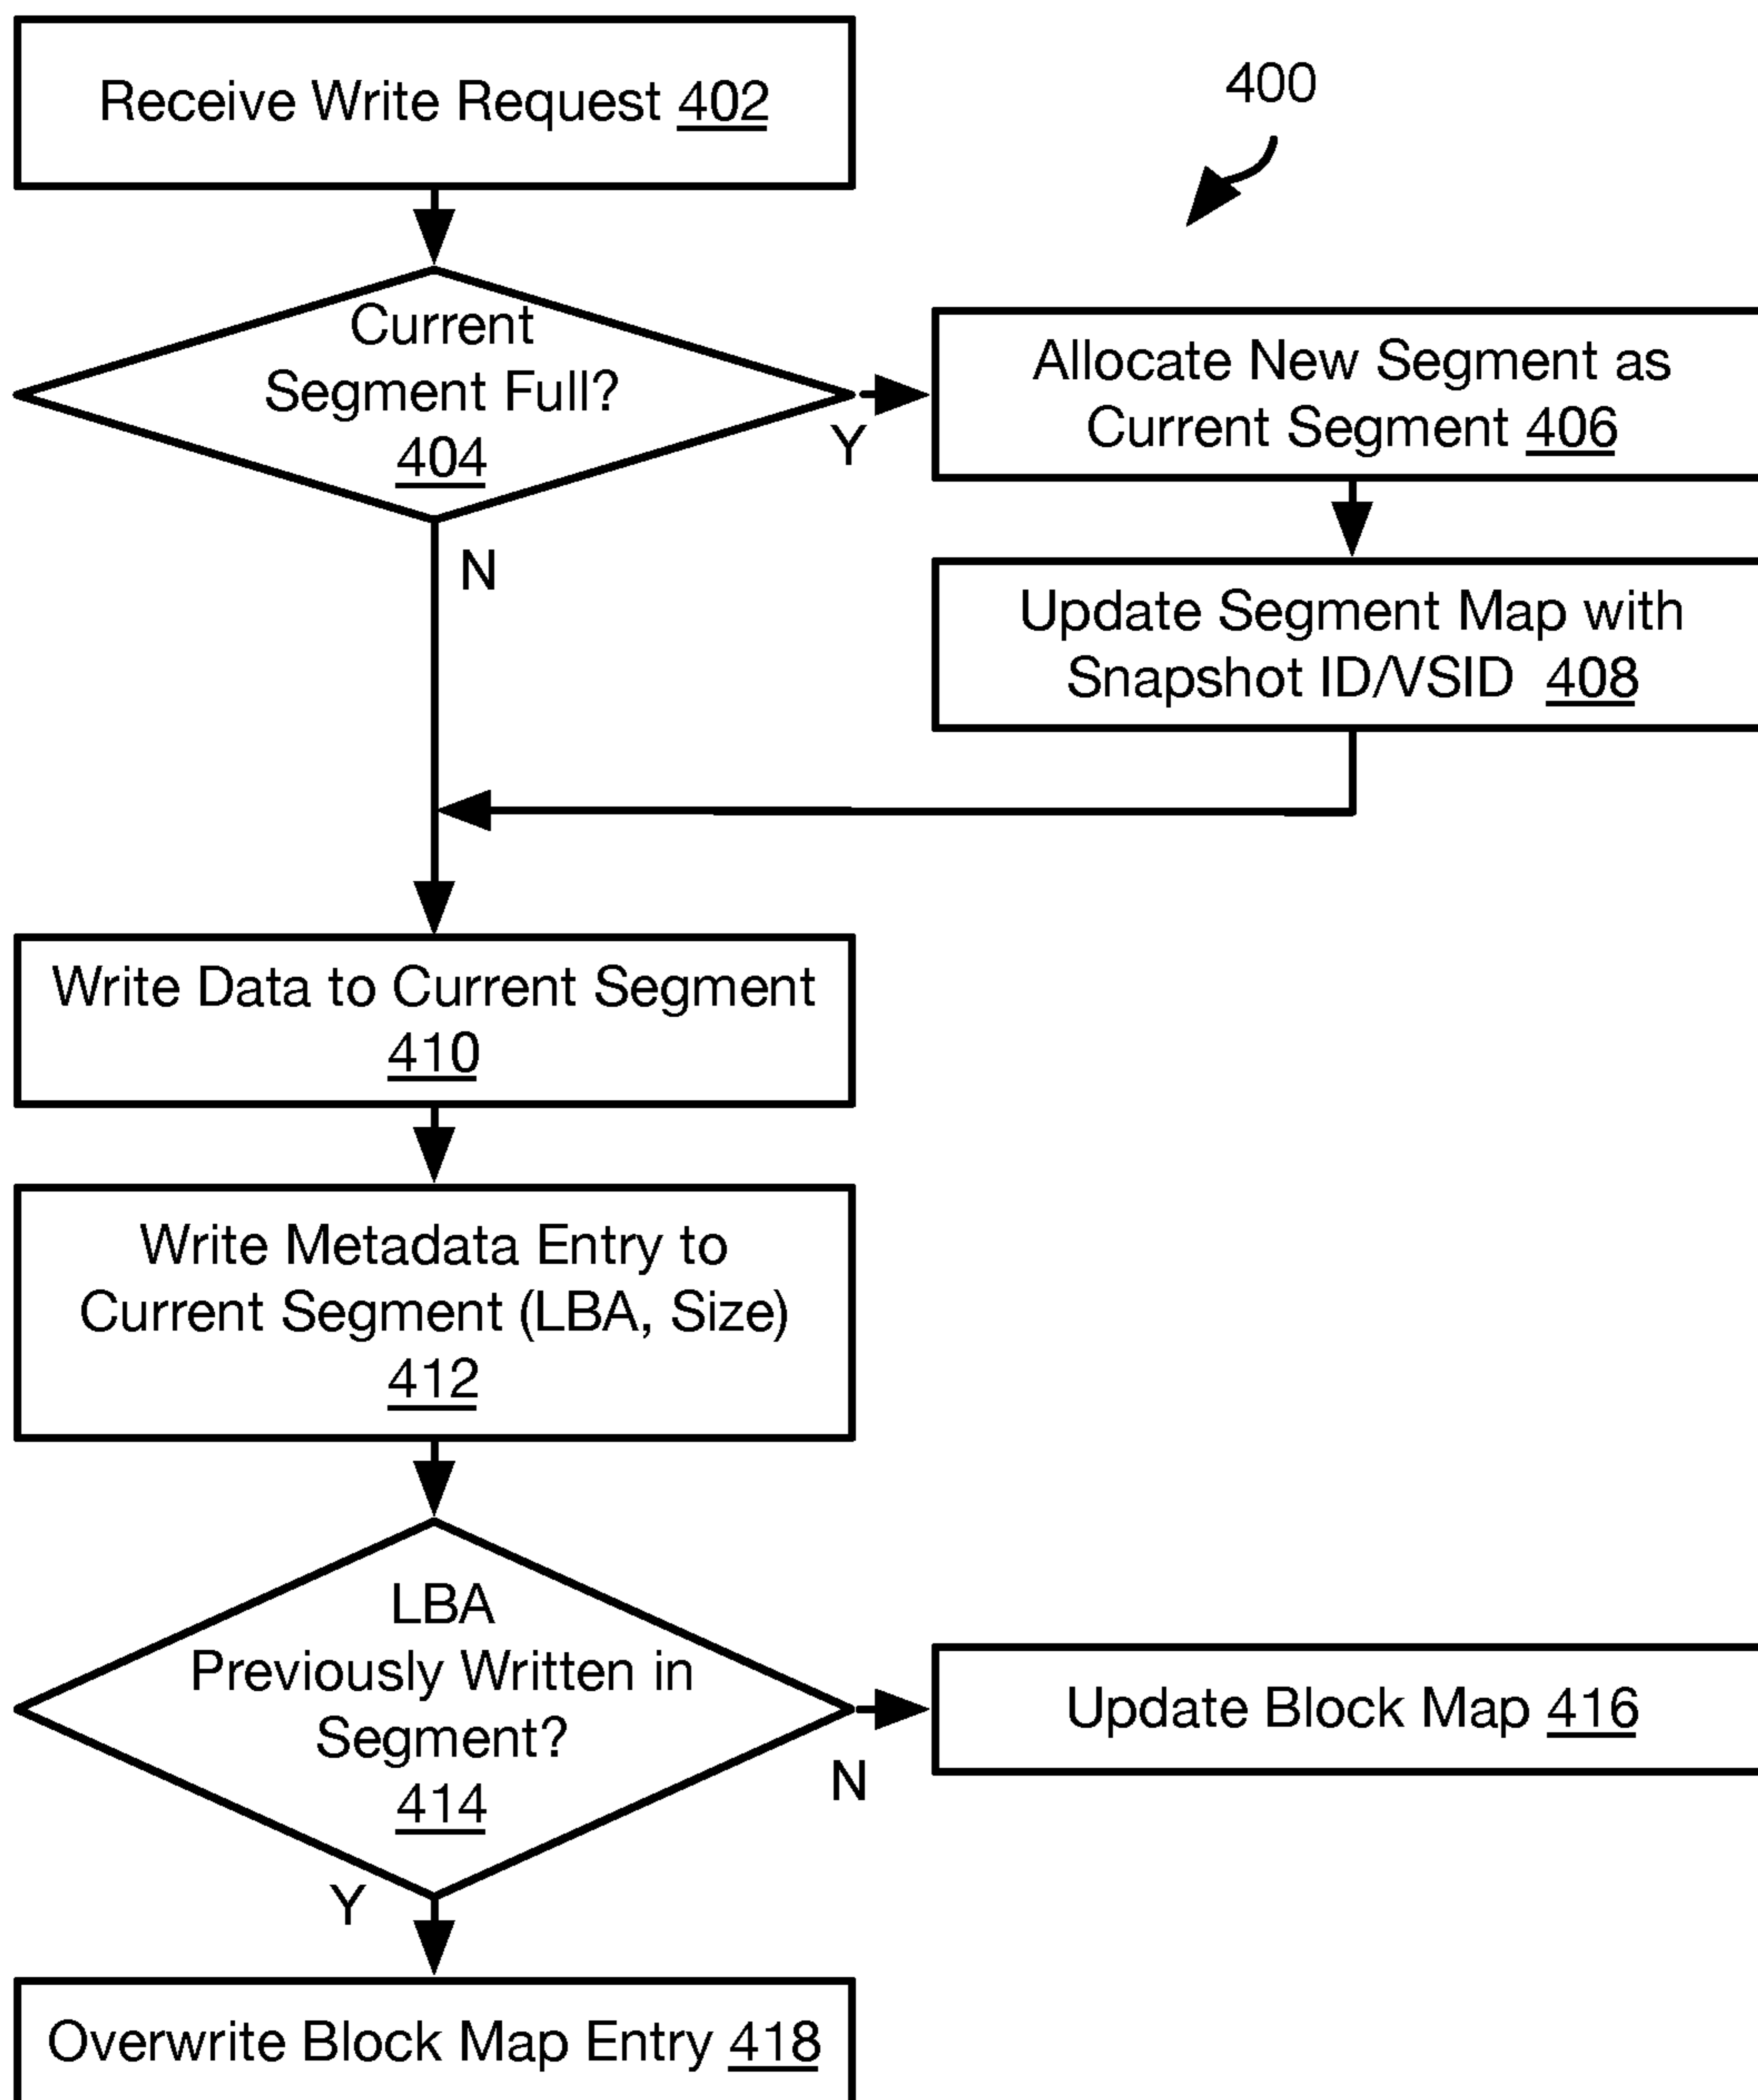 Receive Write Request 402
400
Current
Segment Full?
404
Y
N
Allocate New Segment as
Current Segment 406
Update Segment Map with
Snapshot ID/VSID 408
Write Data to Current Segment
410
Write Metadata Entry to
Current Segment (LBA, Size)
412
LBA
Previously Written in
Segment?
414
N
Y
Update Block Map 416
Overwrite Block Map Entry 418